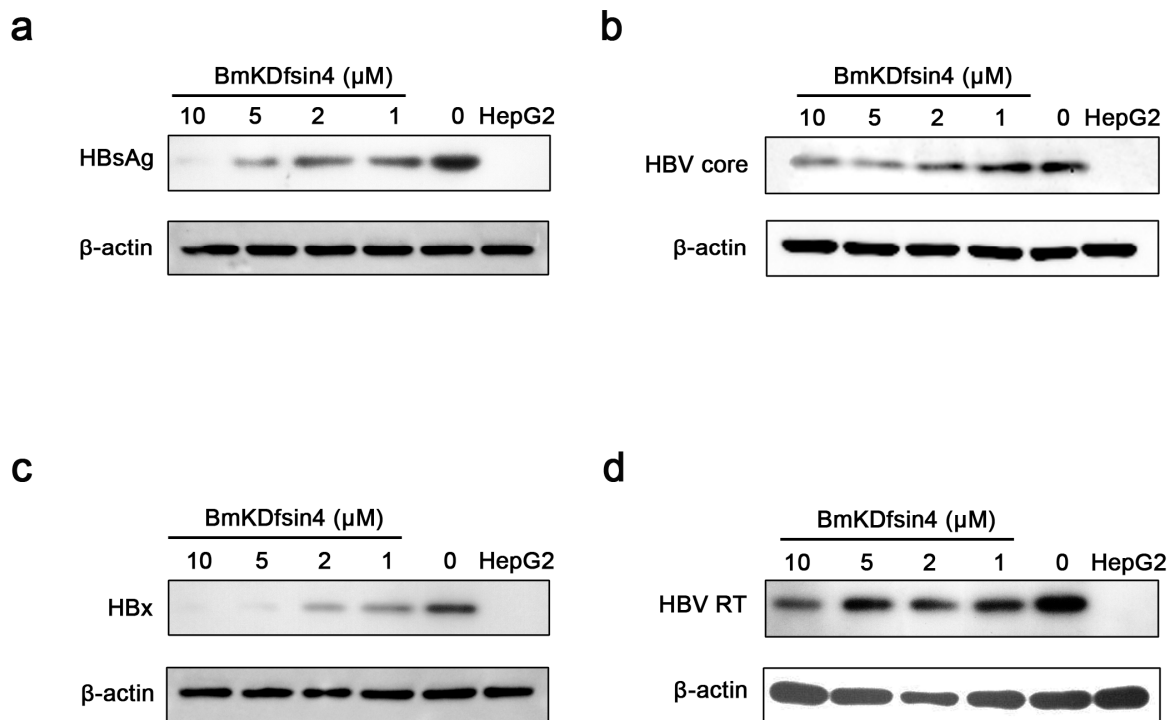 a
BmKDfsin4 (μM)
10 5 2 1 0 HepG2
HBsAg
β-actin
b
BmKDfsin4 (μM)
10 5 2 1 0 HepG2
HBV core
β-actin
c
BmKDfsin4 (μM)
10 5 2 1 0 HepG2
HBx
β-actin
d
BmKDfsin4 (μM)
10 5 2 1 0 HepG2
HBV RT
β-actin